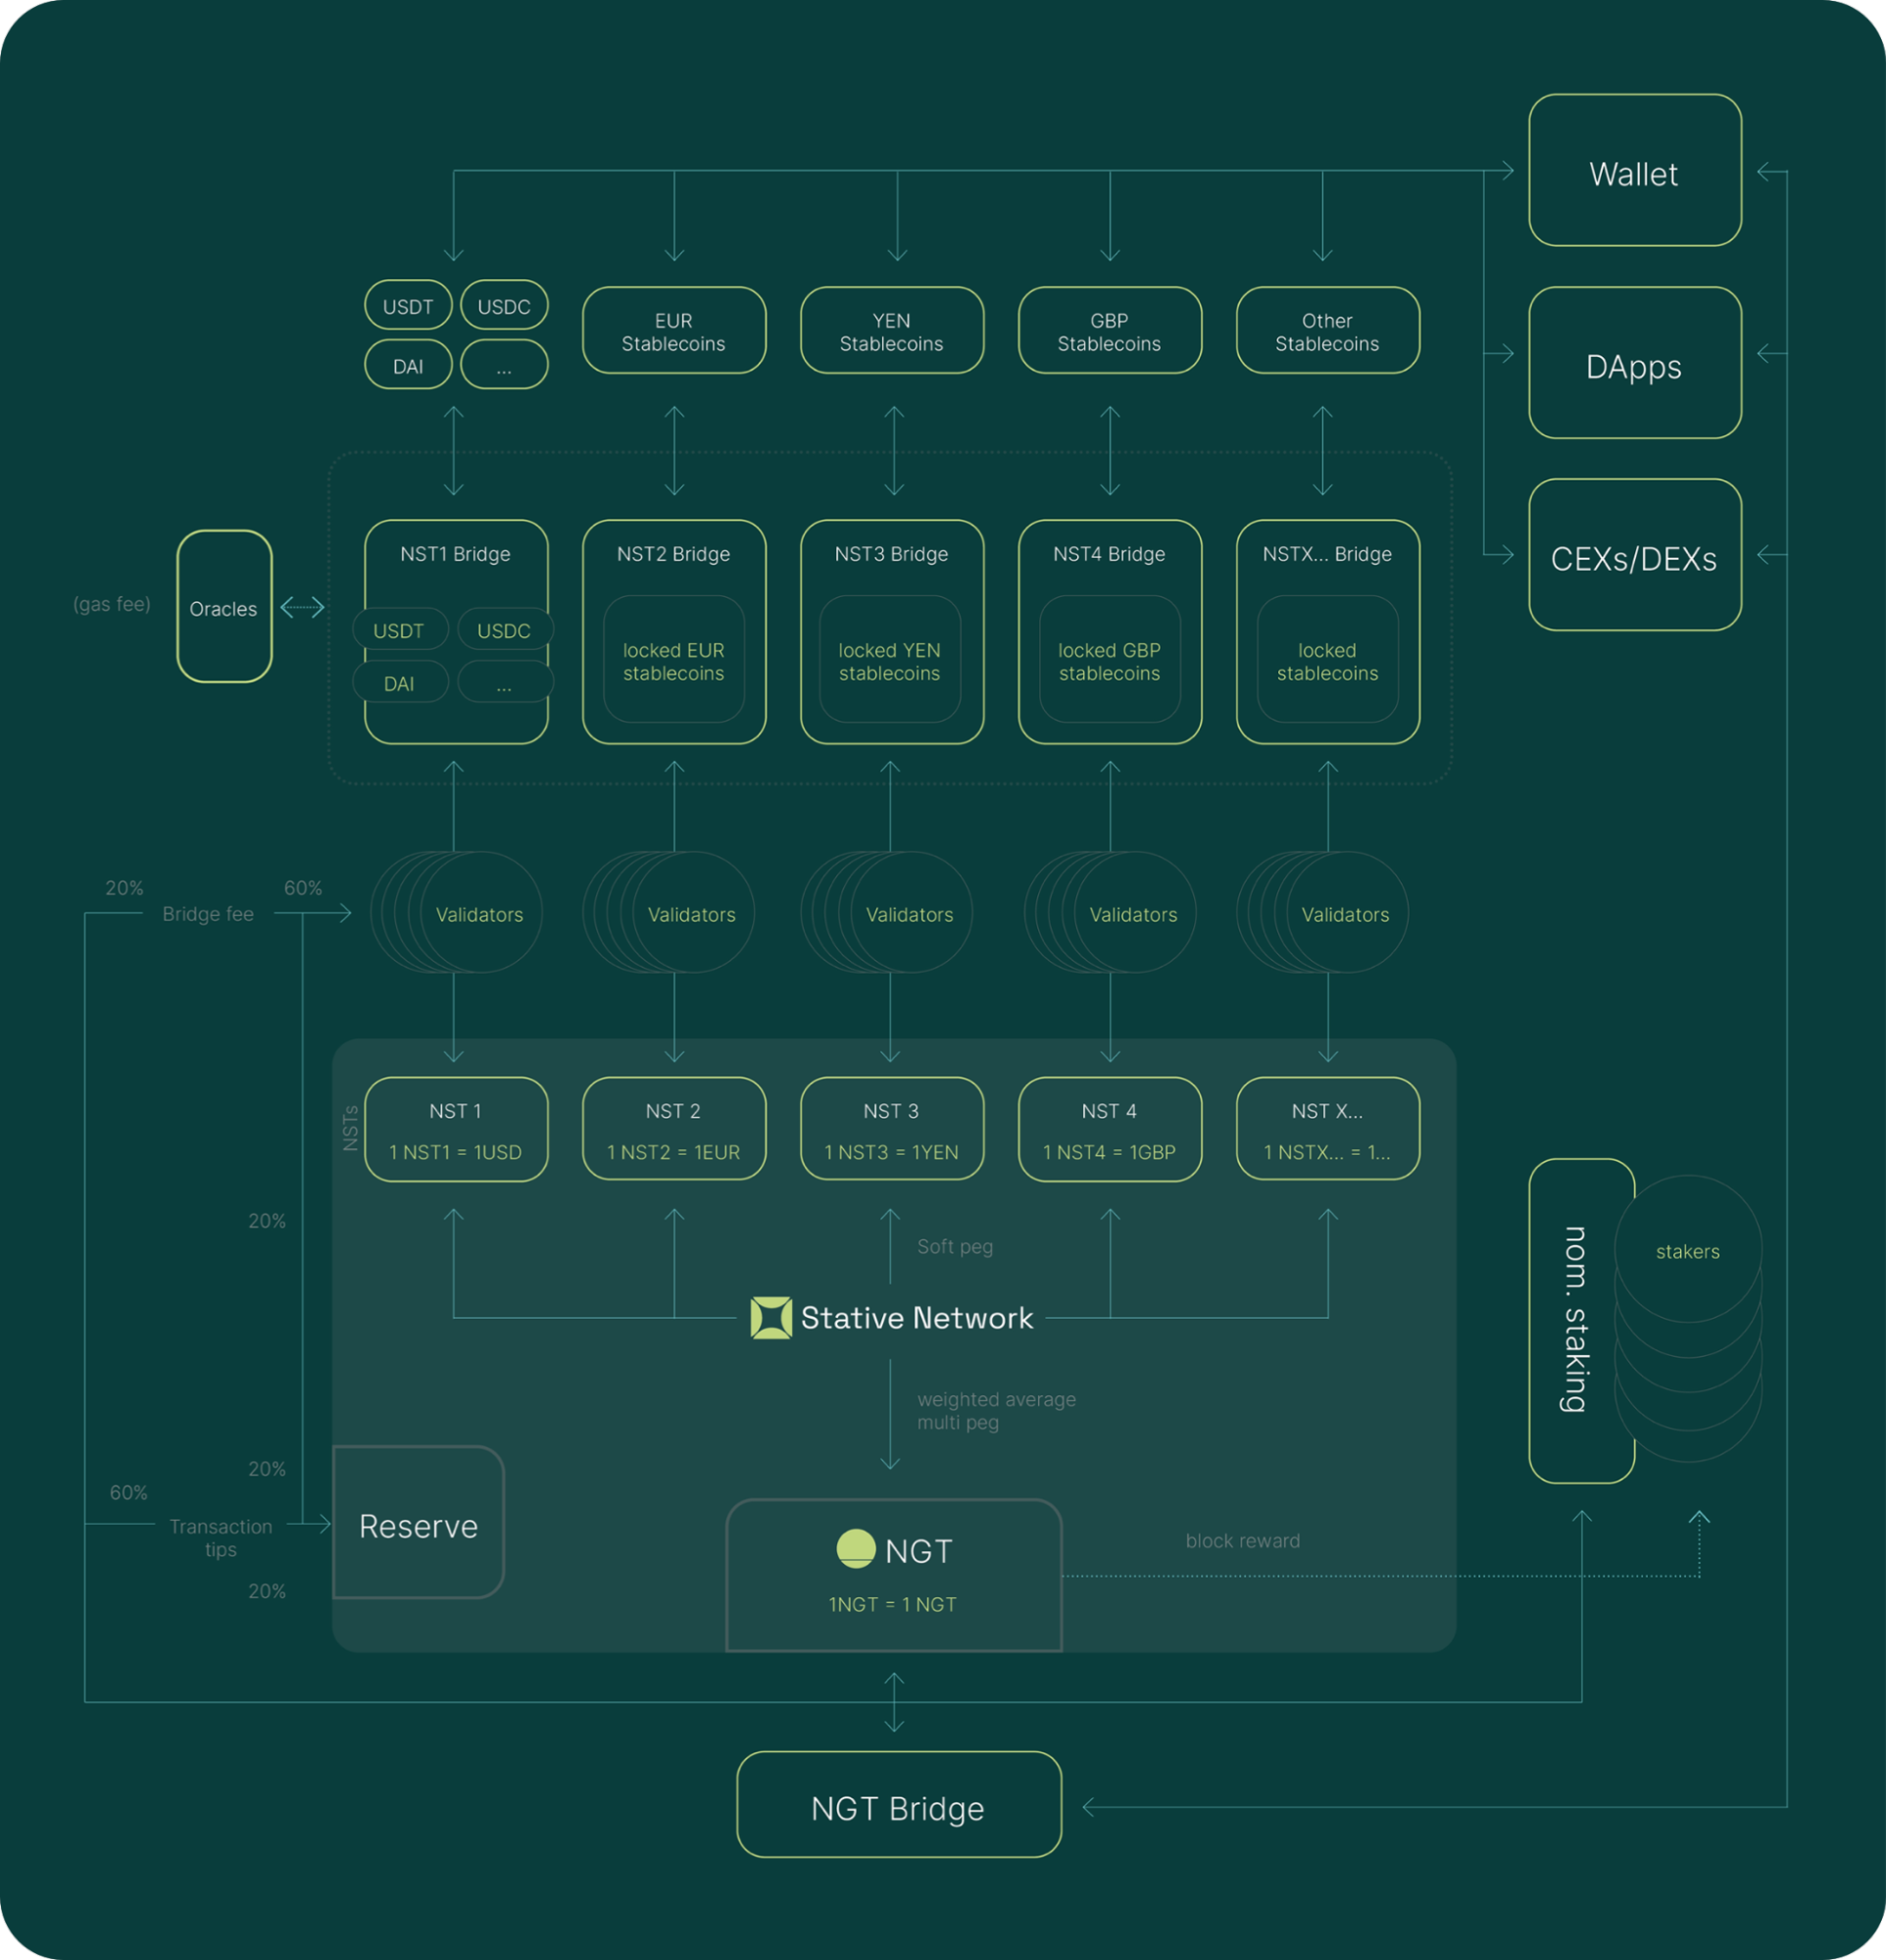 Wallet
USDT
USDC
DAI
...
EUR
Stablecoins
YEN
Stablecoins
GBP
Stablecoins
Other
Stablecoins
DApps
CEXs/DEXs
(gas fee)
Oracles
NST1 Bridge
USDT
USDC
DAI
...
NST2 Bridge
locked EUR
stablecoins
NST3 Bridge
locked YEN
stablecoins
NST4 Bridge
locked GBP
stablecoins
NSTX... Bridge
locked
stablecoins
20%
Bridge fee
60%
Validators
Validators
Validators
Validators
Validators
NSTs
NST 1
1 NST1 = 1USD
NST 2
1 NST2 = 1EUR
NST 3
1 NST3 = 1YEN
NST 4
1 NST4 = 1GBP
NST X...
1 NSTX... = 1...
20%
Soft peg
Stative Network
weighted average
multi peg
nom. staking
stakers
20%
60%
Transaction
tips
20%
Reserve
NGT
1NGT = 1 NGT
block reward
NGT Bridge